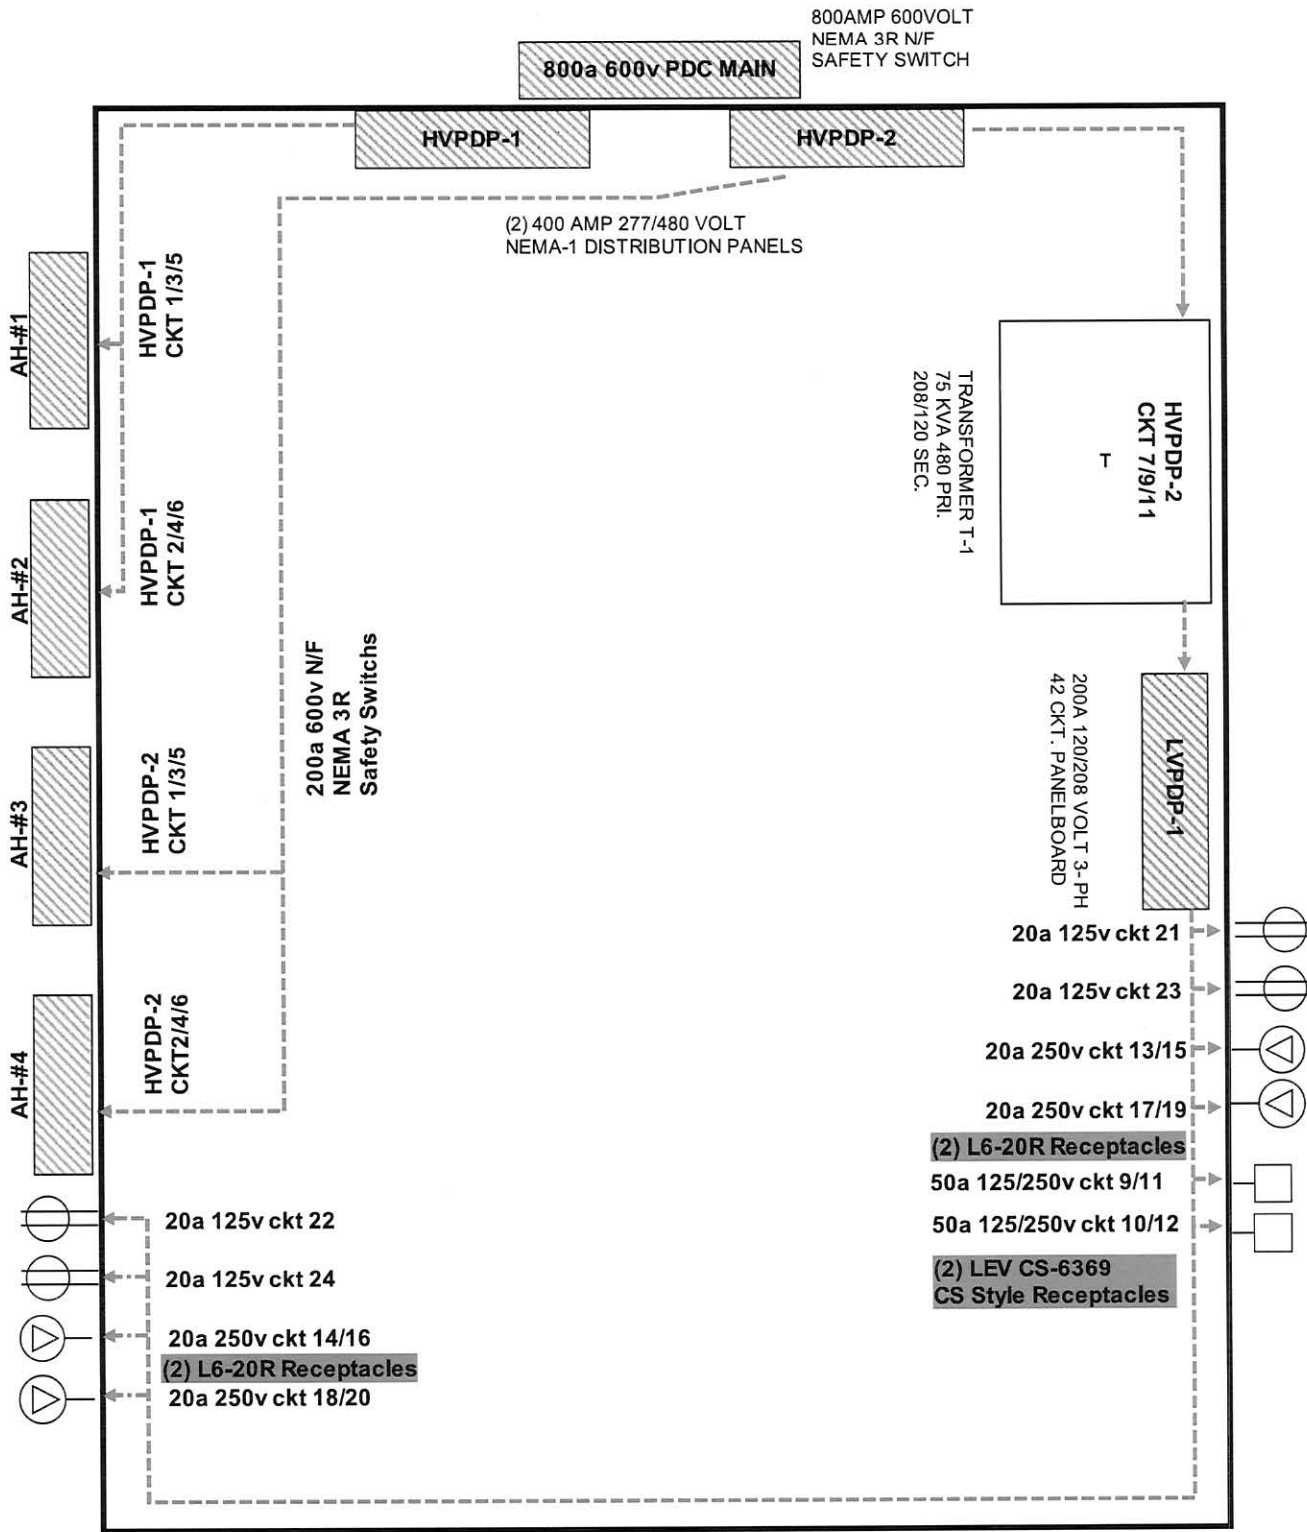 800AMP 600VOLT
NEMA 3R N/F
SAFETY SWITCH
800a 600v PDC MAIN
HVPDP-1
HVPDP-2
(2) 400 AMP 277/480 VOLT
NEMA-1 DISTRIBUTION PANELS
AH-#1
HVPDP-1
CKT 1/3/5
AH-#2
HVPDP-1
CKT 2/4/6
AH-#3
HVPDP-2
CKT 1/3/5
AH-#4
HVPDP-2
CKT2/4/6
200a 600v N/F
NEMA 3R
Safety Switchs
HVPDP-2
CKT 7/9/11
T
TRANSFORMER T-1
75 KVA 480 PRI.
208/120 SEC.
LVPDP-1
200A 120/208 VOLT 3-PH
42 CKT. PANELBOARD
20a 125v ckt 21
20a 125v ckt 23
20a 250v ckt 13/15
20a 250v ckt 17/19
(2) L6-20R Receptacles
50a 125/250v ckt 9/11
50a 125/250v ckt 10/12
(2) LEV CS-6369
CS Style Receptacles
20a 125v ckt 22
20a 125v ckt 24
20a 250v ckt 14/16
(2) L6-20R Receptacles
20a 250v ckt 18/20